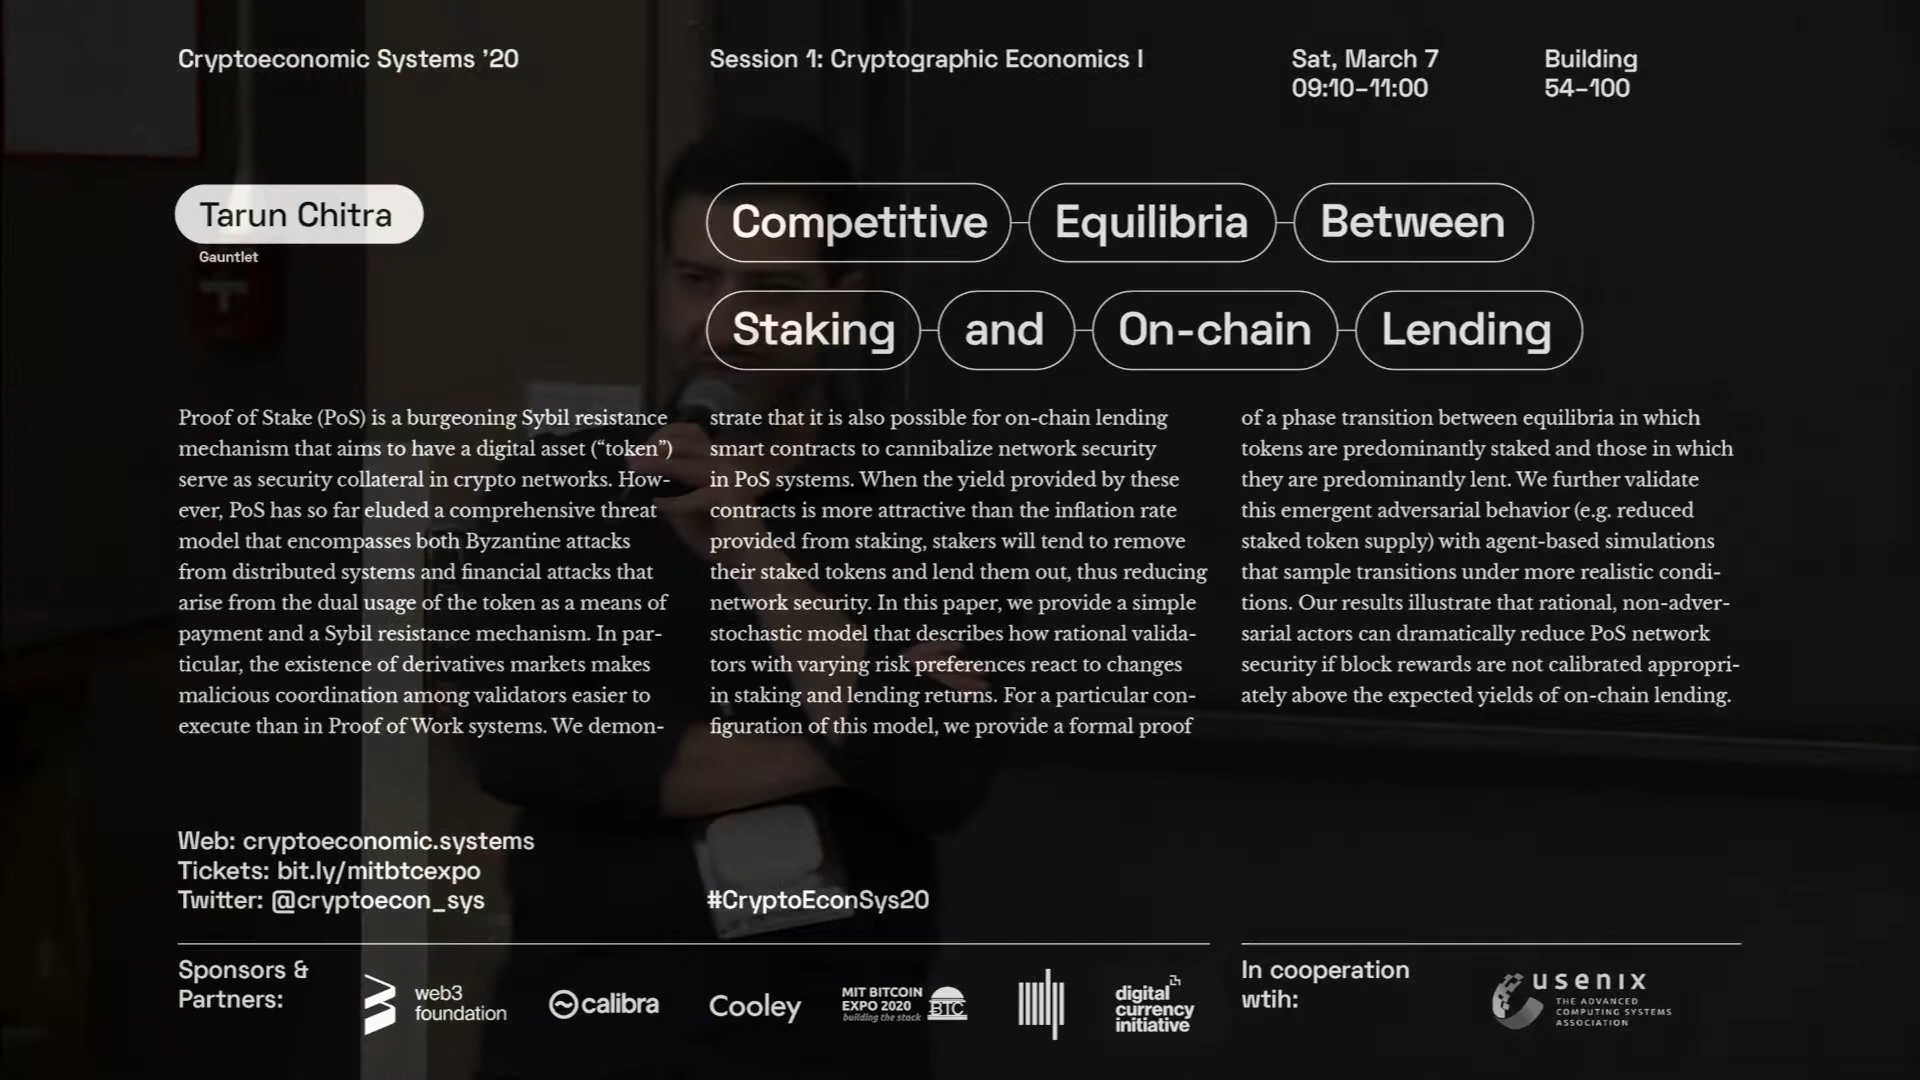 Cryptoeconomic Systems ’20
Session 1: Cryptographic Economics I
Sat, March 7
09:10–11:00
Building
54–100
Tarun Chitra
Gauntlet
Competitive Equilibria Between
Staking and On-chain Lending
Proof of Stake (PoS) is a burgeoning Sybil resistance
mechanism that aims to have a digital asset (“token”)
serve as security collateral in crypto networks. How-
ever, PoS has so far eluded a comprehensive threat
model that encompasses both Byzantine attacks
from distributed systems and financial attacks that
arise from the dual usage of the token as a means of
payment and a Sybil resistance mechanism. In par-
ticular, the existence of derivatives markets makes
malicious coordination among validators easier to
execute than in Proof of Work systems. We demon-
strate that it is also possible for on-chain lending
smart contracts to cannibalize network security
in PoS systems. When the yield provided by these
contracts is more attractive than the inflation rate
provided from staking, stakers will tend to remove
their staked tokens and lend them out, thus reducing
network security. In this paper, we provide a simple
stochastic model that describes how rational valida-
tors with varying risk preferences react to changes
in staking and lending returns. For a particular con-
figuration of this model, we provide a formal proof
of a phase transition between equilibria in which
tokens are predominantly staked and those in which
they are predominantly lent. We further validate
this emergent adversarial behavior (e.g. reduced
staked token supply) with agent-based simulations
that sample transitions under more realistic condi-
tions. Our results illustrate that rational, non-adver-
sarial actors can dramatically reduce PoS network
security if block rewards are not calibrated appropri-
ately above the expected yields of on-chain lending.
Web: cryptoeconomic.systems
Tickets: bit.ly/mitbtcexpo
Twitter: @cryptoecon_sys
#CryptoEconSys20
Sponsors &
Partners:
web3
foundation
calibra
Cooley
MIT BITCOIN
EXPO 2020
building the stack
BTC
digital
currency
initiative
In cooperation
wtih:
usenix
THE ADVANCED
COMPUTING SYSTEMS
ASSOCIATION